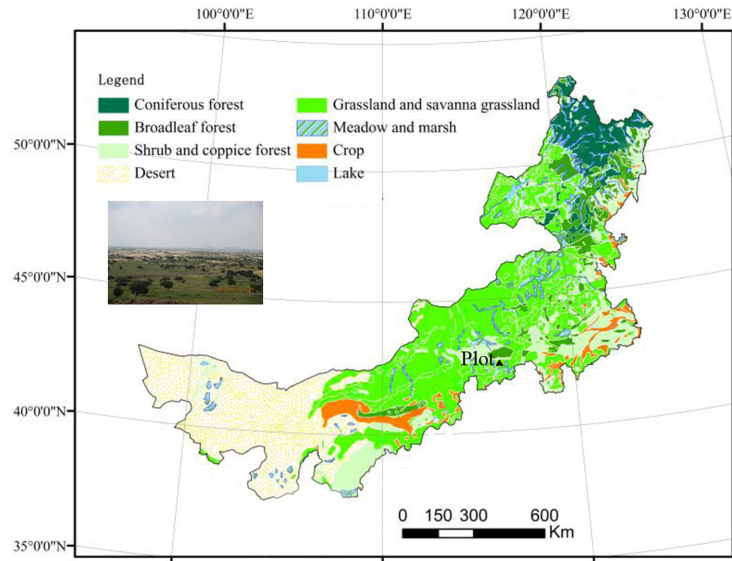 100°0'0"E 110°0'0"E 120°0'0"E 130°0'0"E
Legend
Coniferous forest
Broadleaf forest
Shrub and coppice forest
Desert
Grassland and savanna grassland
Meadow and marsh
Crop
Lake
50°0'0"N
45°0'0"N
Plot
40°0'0"N
35°0'0"N
0 150 300 600
Km